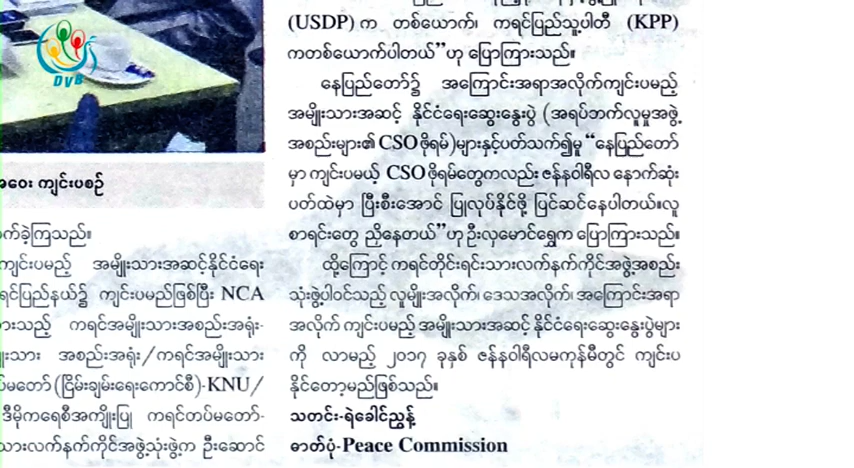 DVB
အဝေး ကျင်းပစဉ်
က်ခဲ့ကြသည်။
ကျင်းပမည့် အမျိုးသားအဆင့်နိုင်ငံရေး
ရင်ပြည်နယ်၌ ကျင်းပမည်ဖြစ်ပြီး NCA
ားသည့် ကရင်အမျိုးသားအစည်းအရုံး-
ျိုးသား အစည်းအရုံး/ကရင်အမျိုးသား
ပ်မတော်(ငြိမ်းချမ်းရေးကောင်စီ)-KNU/
ဒီမိုကရေစီအကျိုးပြု ကရင်တပ်မတော်-
သားလက်နက်ကိုင်အဖွဲ့သုံးဖွဲ့က ဦးဆောင်
(USDP)က တစ်ယောက်၊ ကရင်ပြည်သူ့ပါတီ (KPP)
ကတစ်ယောက်ပါတယ်”ဟု ပြောကြားသည်။
နေပြည်တော်၌ အကြောင်းအရာအလိုက်ကျင်းပမည့်
အမျိုးသားအဆင့် နိုင်ငံရေးဆွေးနွေးပွဲ (အရပ်ဘက်လူမှုအဖွဲ့
အစည်းများ၏ CSOဖိုရမ်)များနှင့်ပတ်သက်၍မူ “နေပြည်တော်
မှာ ကျင်းပမယ့် CSOဖိုရမ်တွေကလည်း ဇန်နဝါရီလ နောက်ဆုံး
ပတ်ထဲမှာ ပြီးစီးအောင် ပြုလုပ်နိုင်ဖို့ ပြင်ဆင်နေပါတယ်။လူ
စာရင်းတွေ ညှိနေတယ်”ဟုဦးလှမောင်ရွှေက ပြောကြားသည်။
ထို့ကြောင့် ကရင်တိုင်းရင်းသားလက်နက်ကိုင်အဖွဲ့အစည်း
သုံးဖွဲ့ပါဝင်သည့် လူမျိုးအလိုက်၊ ဒေသအလိုက်၊ အကြောင်းအရာ
အလိုက် ကျင်းပမည့် အမျိုးသားအဆင့် နိုင်ငံရေးဆွေးနွေးပွဲများ
ကို လာမည့် ၂၀၁၇ ခုနှစ် ဇန်နဝါရီလမကုန်မီတွင် ကျင်းပ
နိုင်တော့မည်ဖြစ်သည်။
သတင်း-ရဲခေါင်ညွန့်
ဓာတ်ပုံ-Peace Commission